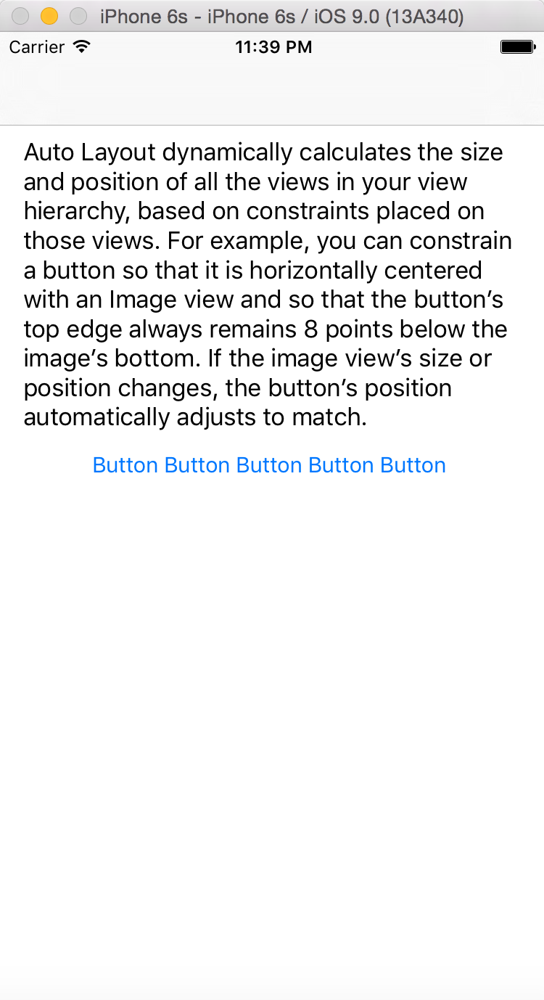 iPhone 6s - iPhone 6s / iOS 9.0 (13A340)
Carrier 11:39 PM
Auto Layout dynamically calculates the size
and position of all the views in your view
hierarchy, based on constraints placed on
those views. For example, you can constrain
a button so that it is horizontally centered
with an Image view and so that the button’s
top edge always remains 8 points below the
image’s bottom. If the image view’s size or
position changes, the button’s position
automatically adjusts to match.
Button Button Button Button Button